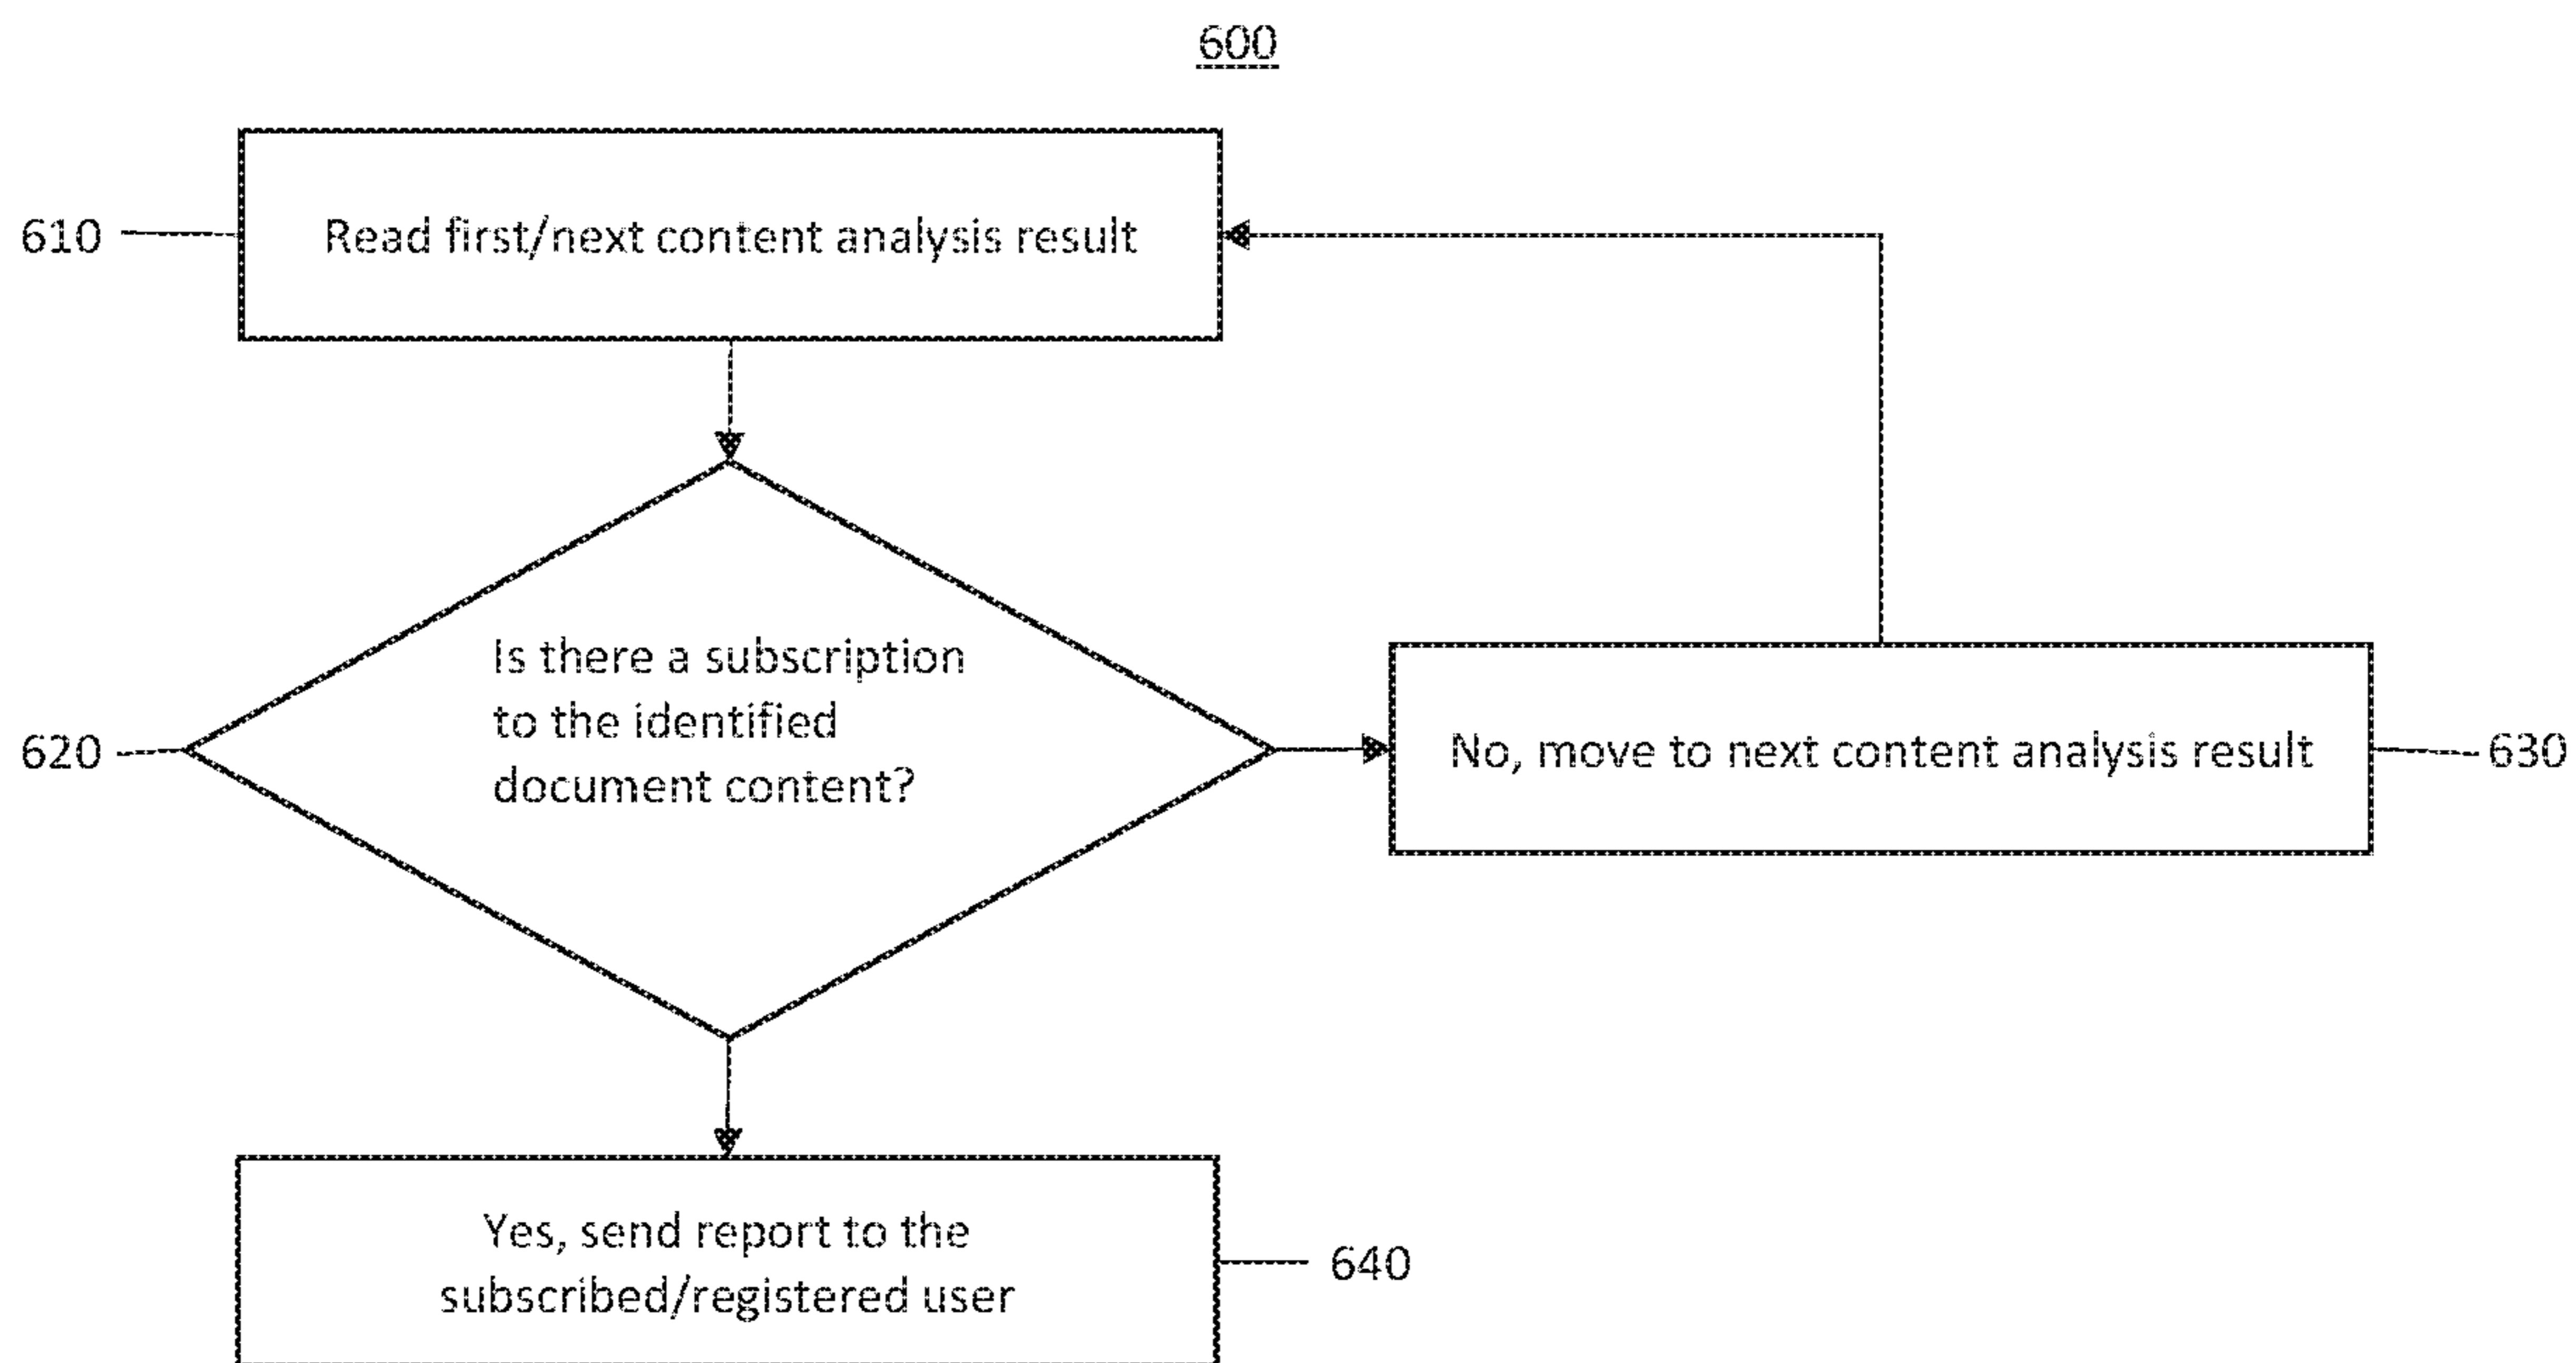 600
610
Read first/next content analysis result
Is there a subscription
to the identified
document content?
620
No, move to next content analysis result
630
Yes, send report to the
subscribed/registered user
640